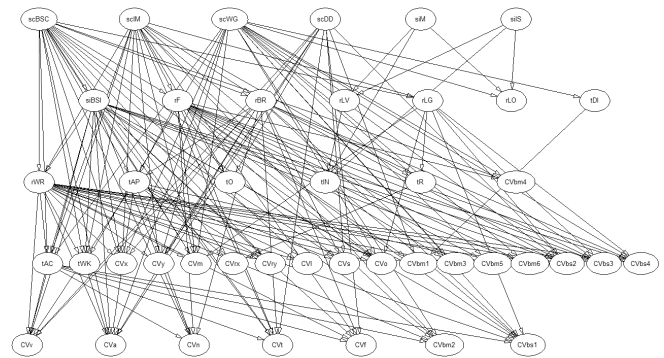 scBSC scIM scWG scDD siM siIS
siBSI rF rBR rLV rLG rLO tDI
rWR tAP tO tIN tR CVbm4
tAC tWK CVx CVy CVm CVrx CVry CVl CVs CVo CVbm1 CVbm3 CVbm5 CVbm6 CVbs2 CVbs3 CVbs4
CVv CVa CVn CVt CVf CVbm2 CVbs1